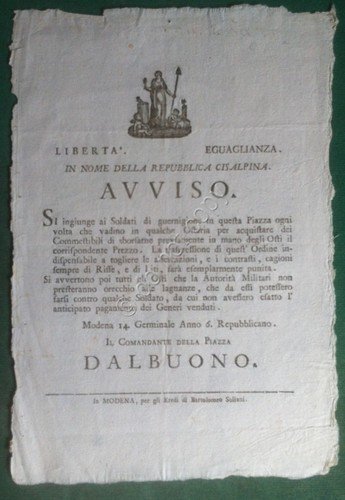 LIBERTA'. EGUAGLIANZA.
IN NOME DELLA REPUBBLICA CISALPINA.
AVVISO.
SI ingiunge ai Soldati di guernigione in questa Piazza ogni
volta che vadino in qualche Osteria per acquistare dei
Commestibili di sborsarne previamente in mano degli Osti il
corrispondente Prezzo. La trasgressione di quest' Ordine in-
dispensabile a togliere le alterazioni, e i contrasti, cagioni
sempre di Risse, e di Liti, sarà esemplarmente punita.
Si avvertono poi tutti gli Osti che la Autorità Militari non
presteranno orecchio alle lagnanze, che da essi potessero
farsi contro qualche Soldato, da cui non avessero esatto l'
anticipato pagamento dei Generi venduti.
Modena 14. Germinale Anno 6. Repubblicano.
IL COMANDANTE DELLA PIAZZA
DALBUONO.
In MODENA, per gli Eredi di Bartolomeo Soliani.